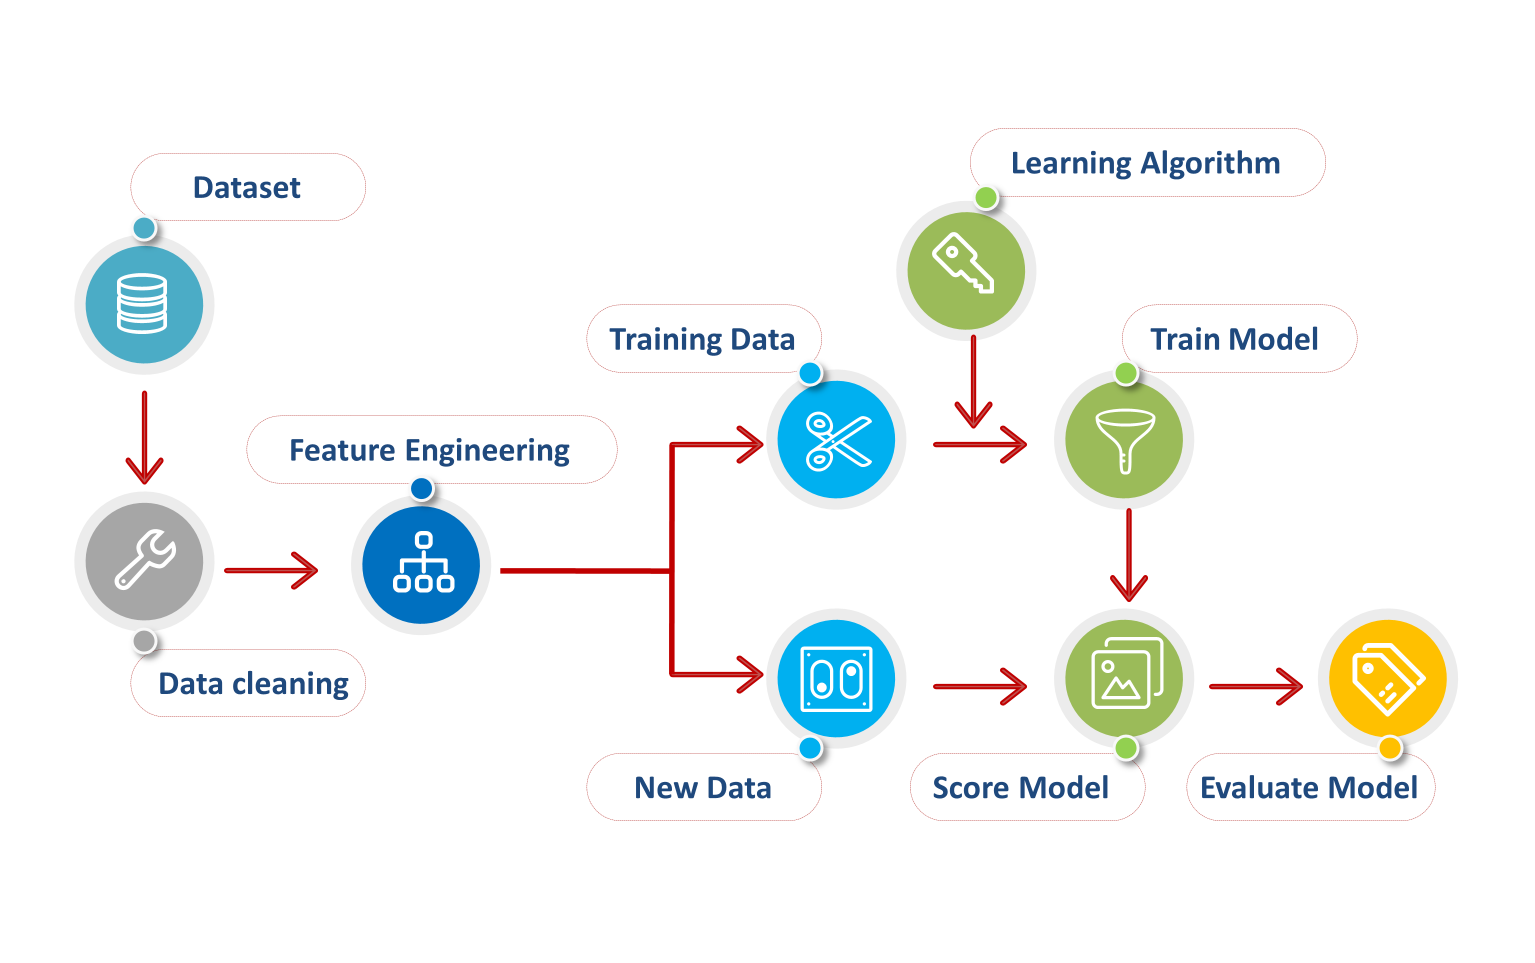 Dataset
Learning Algorithm
Training Data
Train Model
Feature Engineering
Data cleaning
New Data
Score Model
Evaluate Model